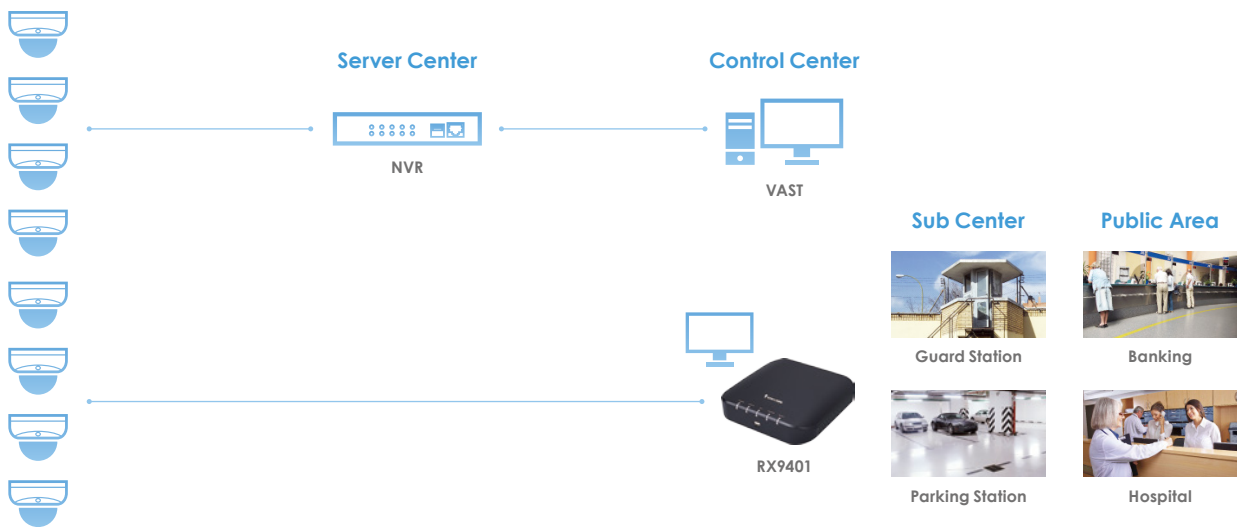 Server Center
Control Center
NVR
VAST
Sub Center
Public Area
Guard Station
Banking
RX9401
Parking Station
Hospital